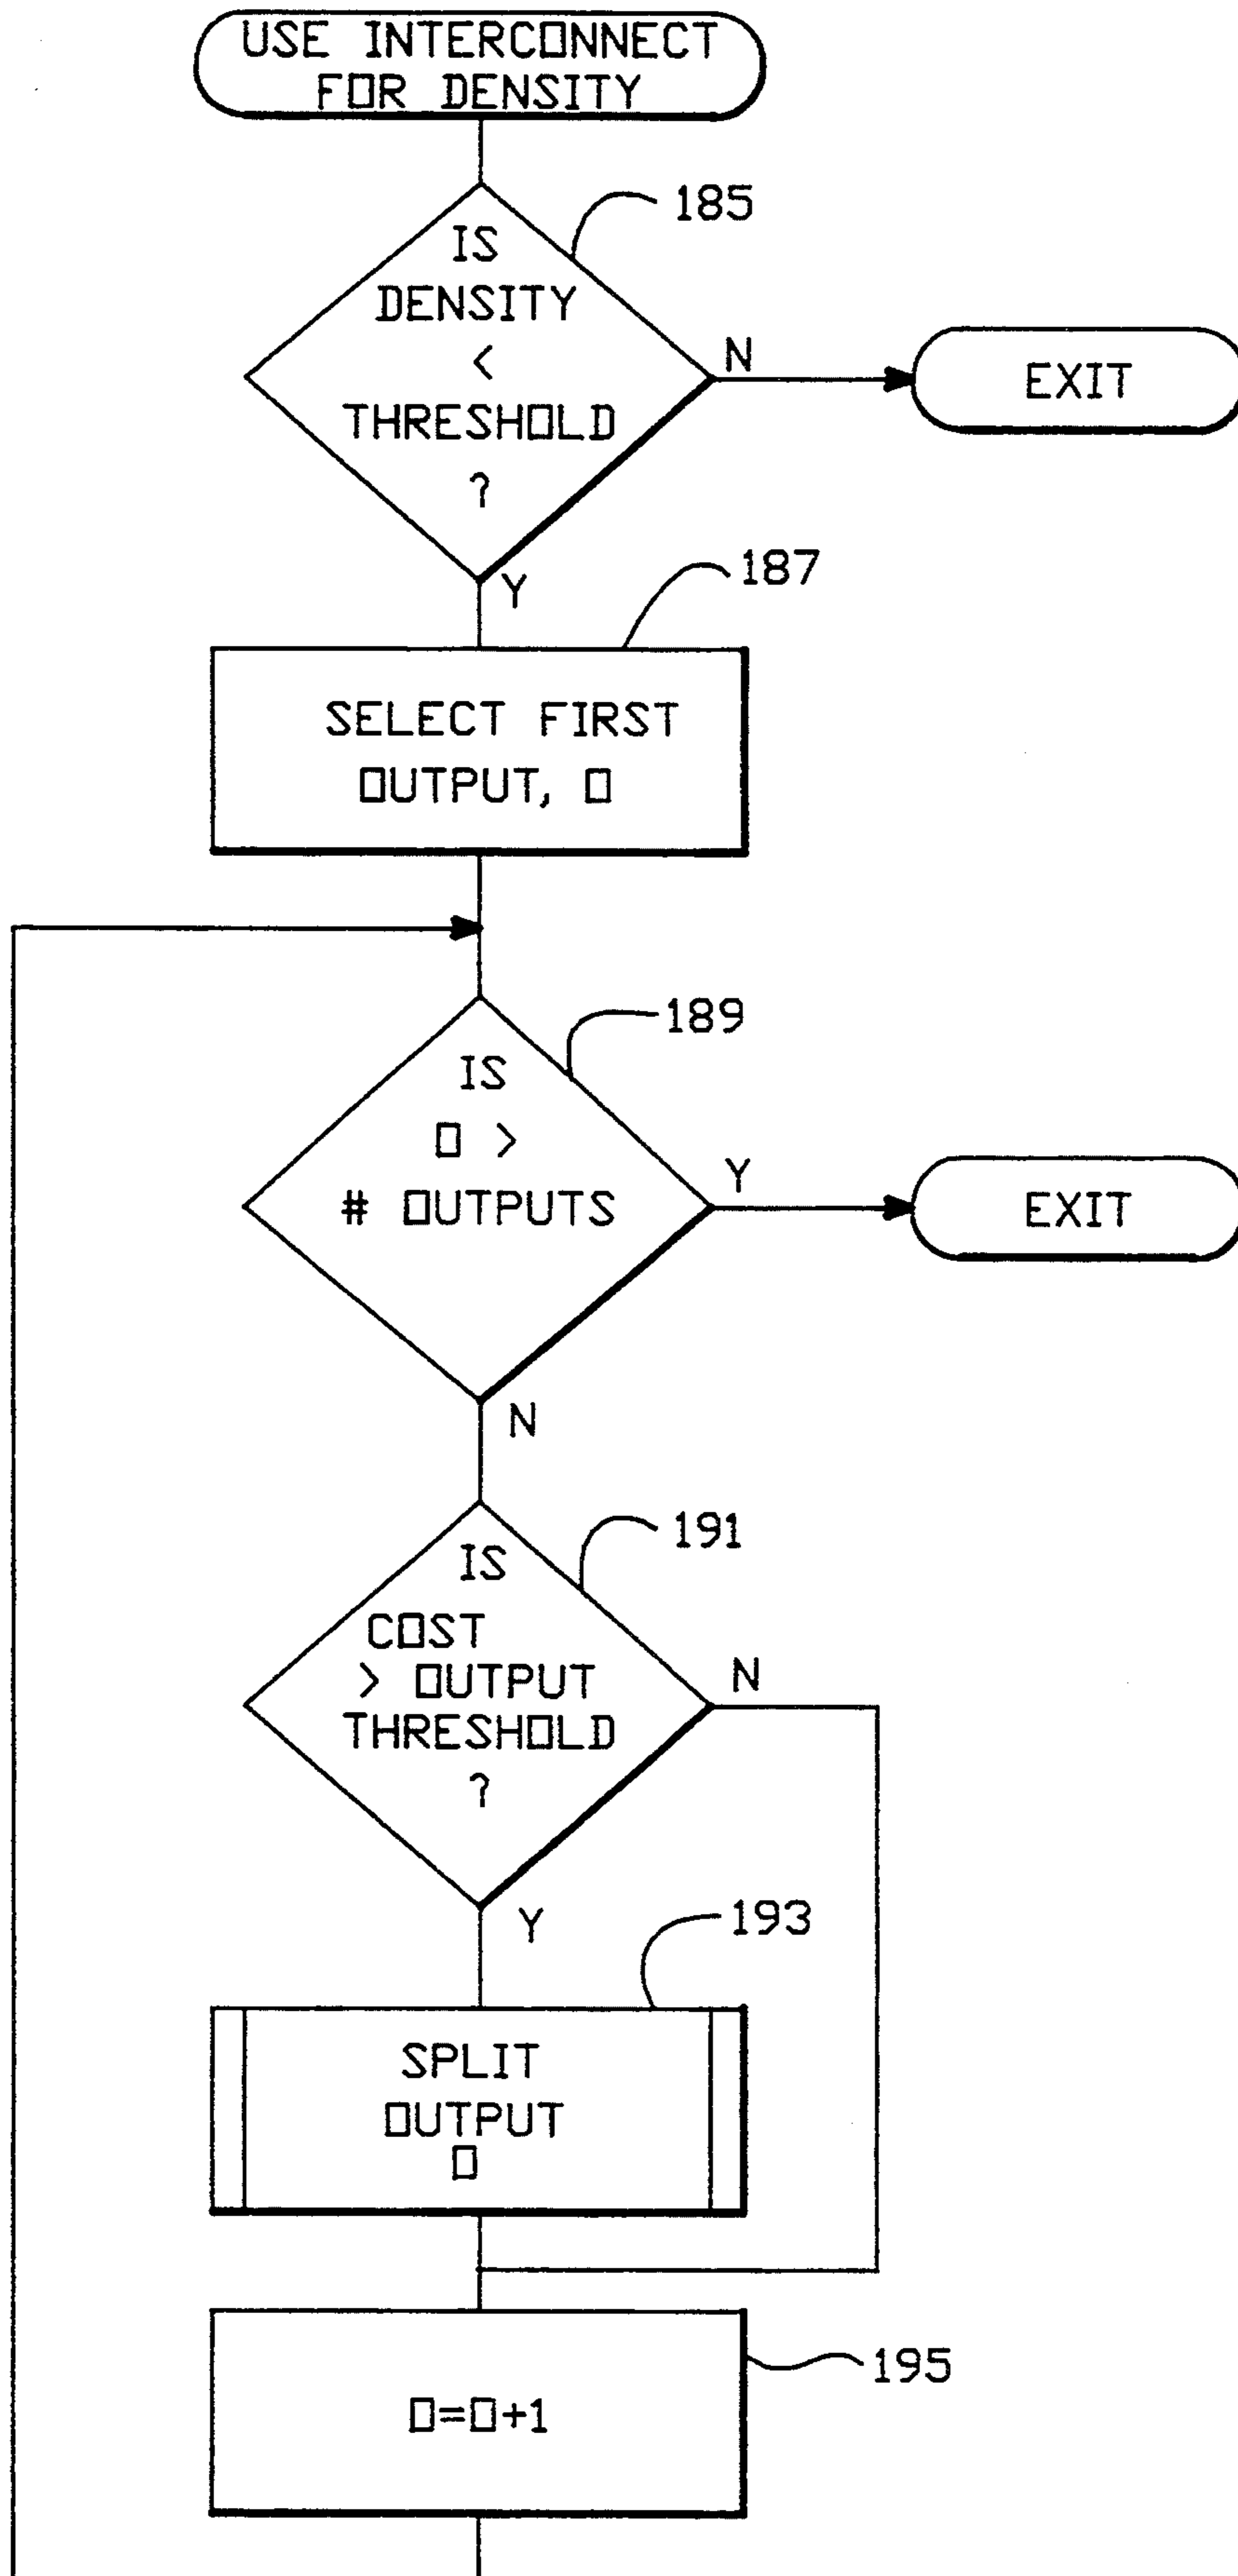 USE INTERCONNECT
FOR DENSITY
185
IS
DENSITY
<
THRESHOLD
?
N
EXIT
Y
187
SELECT FIRST
OUTPUT, O
189
IS
O >
# OUTPUTS
Y
EXIT
N
191
IS
COST
> OUTPUT
THRESHOLD
?
N
Y
193
SPLIT
OUTPUT
O
195
O=O+1